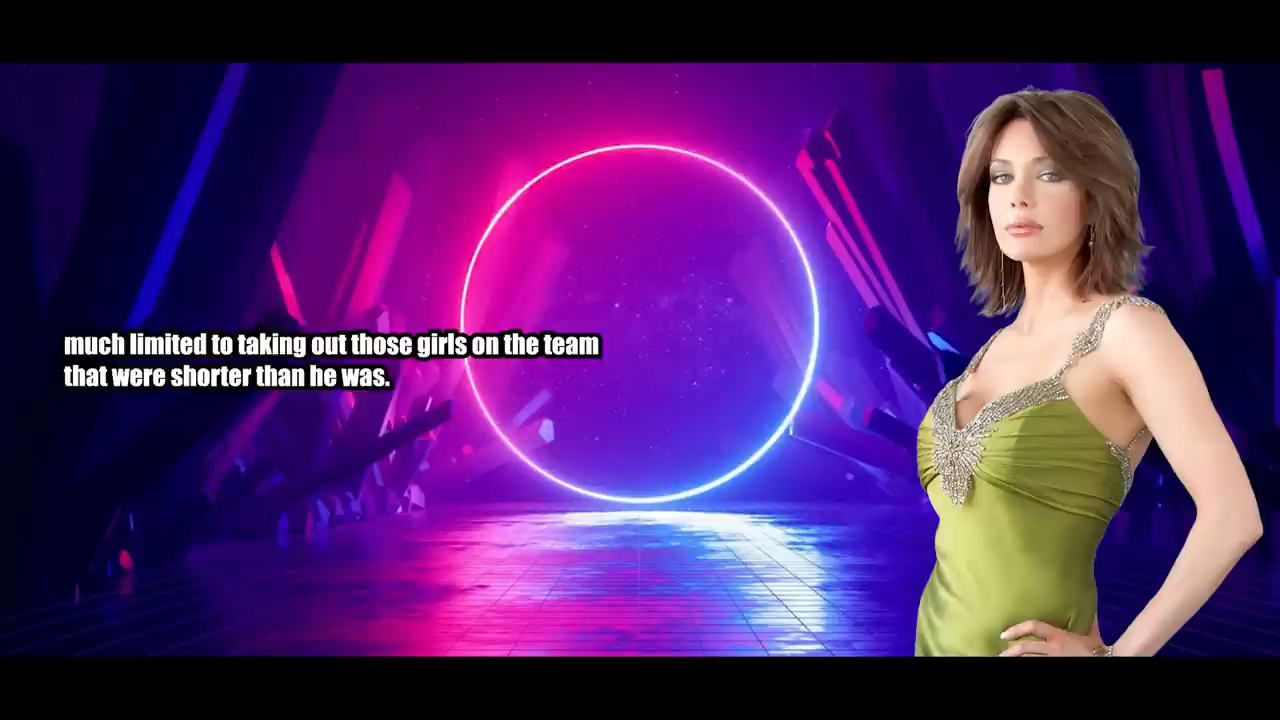 much limited to taking out those girls on the team
that were shorter than he was.